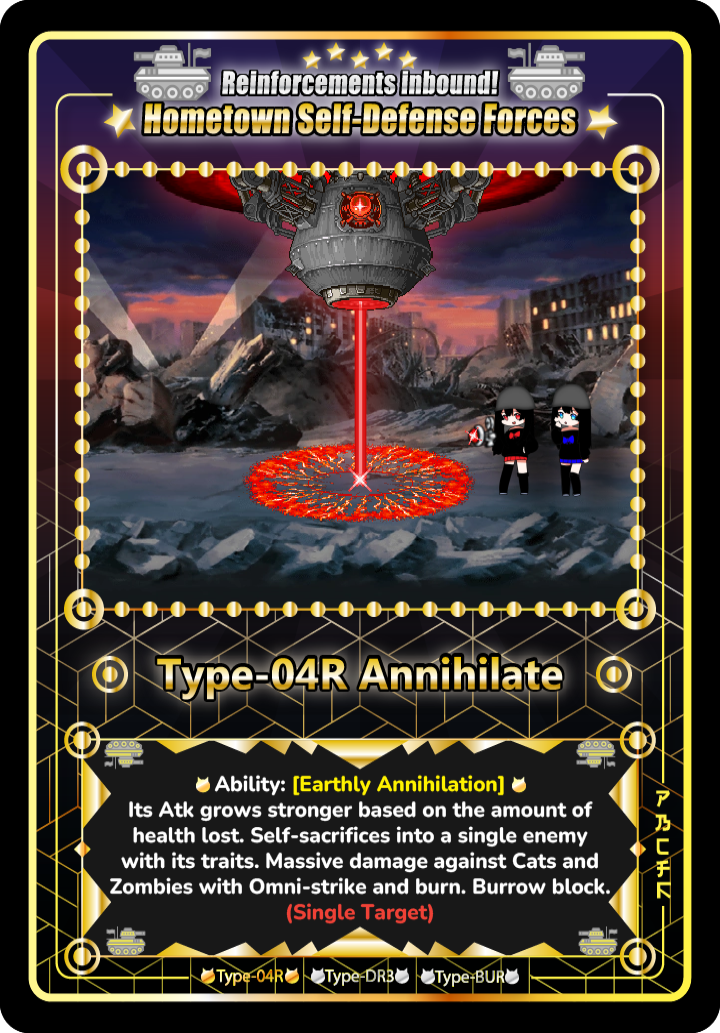 Reinforcements inbound!
Hometown Self-Defense Forces
Type-04R Annihilate
Ability: [Earthly Annihilation]
Its Atk grows stronger based on the amount of
health lost. Self-sacrifices into a single enemy
with its traits. Massive damage against Cats and
Zombies with Omni-strike and burn. Burrow block.
(Single Target)
Type-04R Type-DR3 Type-BUR